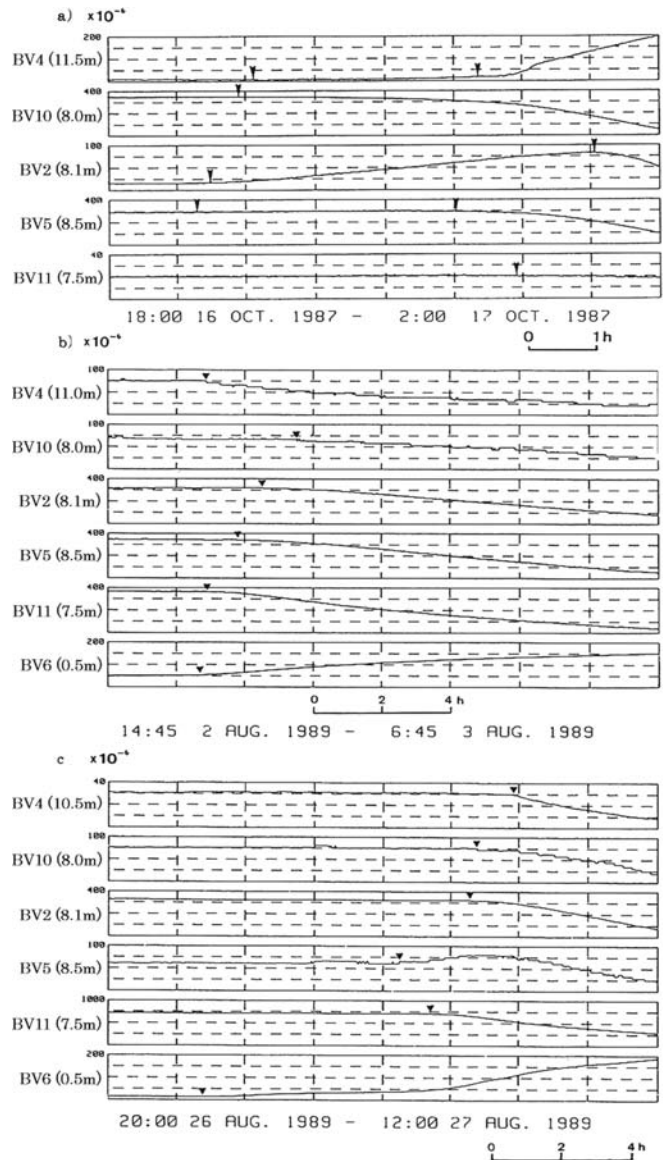 a) x10⁻⁶
200
BV4 (11.5m)
400
BV10 (8.0m)
100
BV2 (8.1m)
400
BV5 (8.5m)
40
BV11 (7.5m)
18:00 16 OCT. 1987 - 2:00 17 OCT. 1987
0 1h
b) x10⁻⁶
100
BV4 (11.0m)
100
BV10 (8.0m)
400
BV2 (8.1m)
400
BV5 (8.5m)
400
BV11 (7.5m)
200
BV6 (0.5m)
0 2 4h
14:45 2 AUG. 1989 - 6:45 3 AUG. 1989
c x10⁻⁶
40
BV4 (10.5m)
100
BV10 (8.0m)
400
BV2 (8.1m)
100
BV5 (8.5m)
1000
BV11 (7.5m)
200
BV6 (0.5m)
20:00 26 AUG. 1989 - 12:00 27 AUG. 1989
0 2 4h